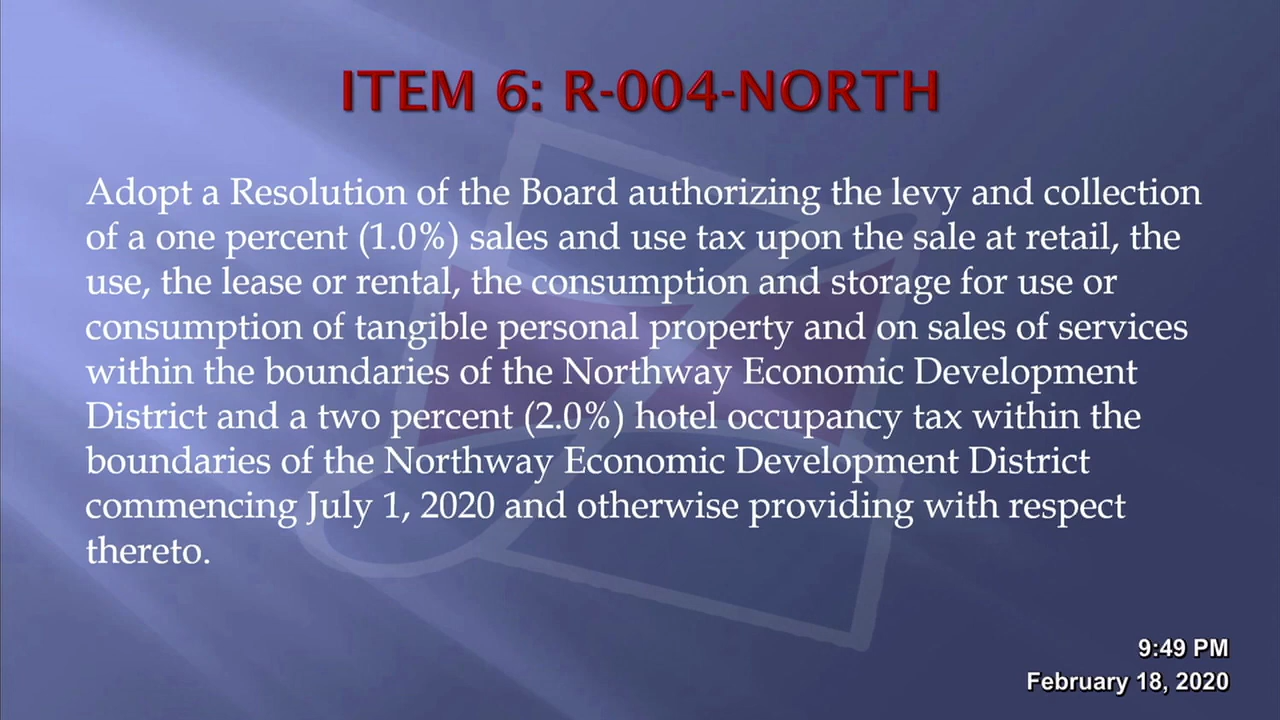 ITEM 6: R-004-NORTH
Adopt a Resolution of the Board authorizing the levy and collection
of a one percent (1.0%) sales and use tax upon the sale at retail, the
use, the lease or rental, the consumption and storage for use or
consumption of tangible personal property and on sales of services
within the boundaries of the Northway Economic Development
District and a two percent (2.0%) hotel occupancy tax within the
boundaries of the Northway Economic Development District
commencing July 1, 2020 and otherwise providing with respect
thereto.
9:49 PM
February 18, 2020